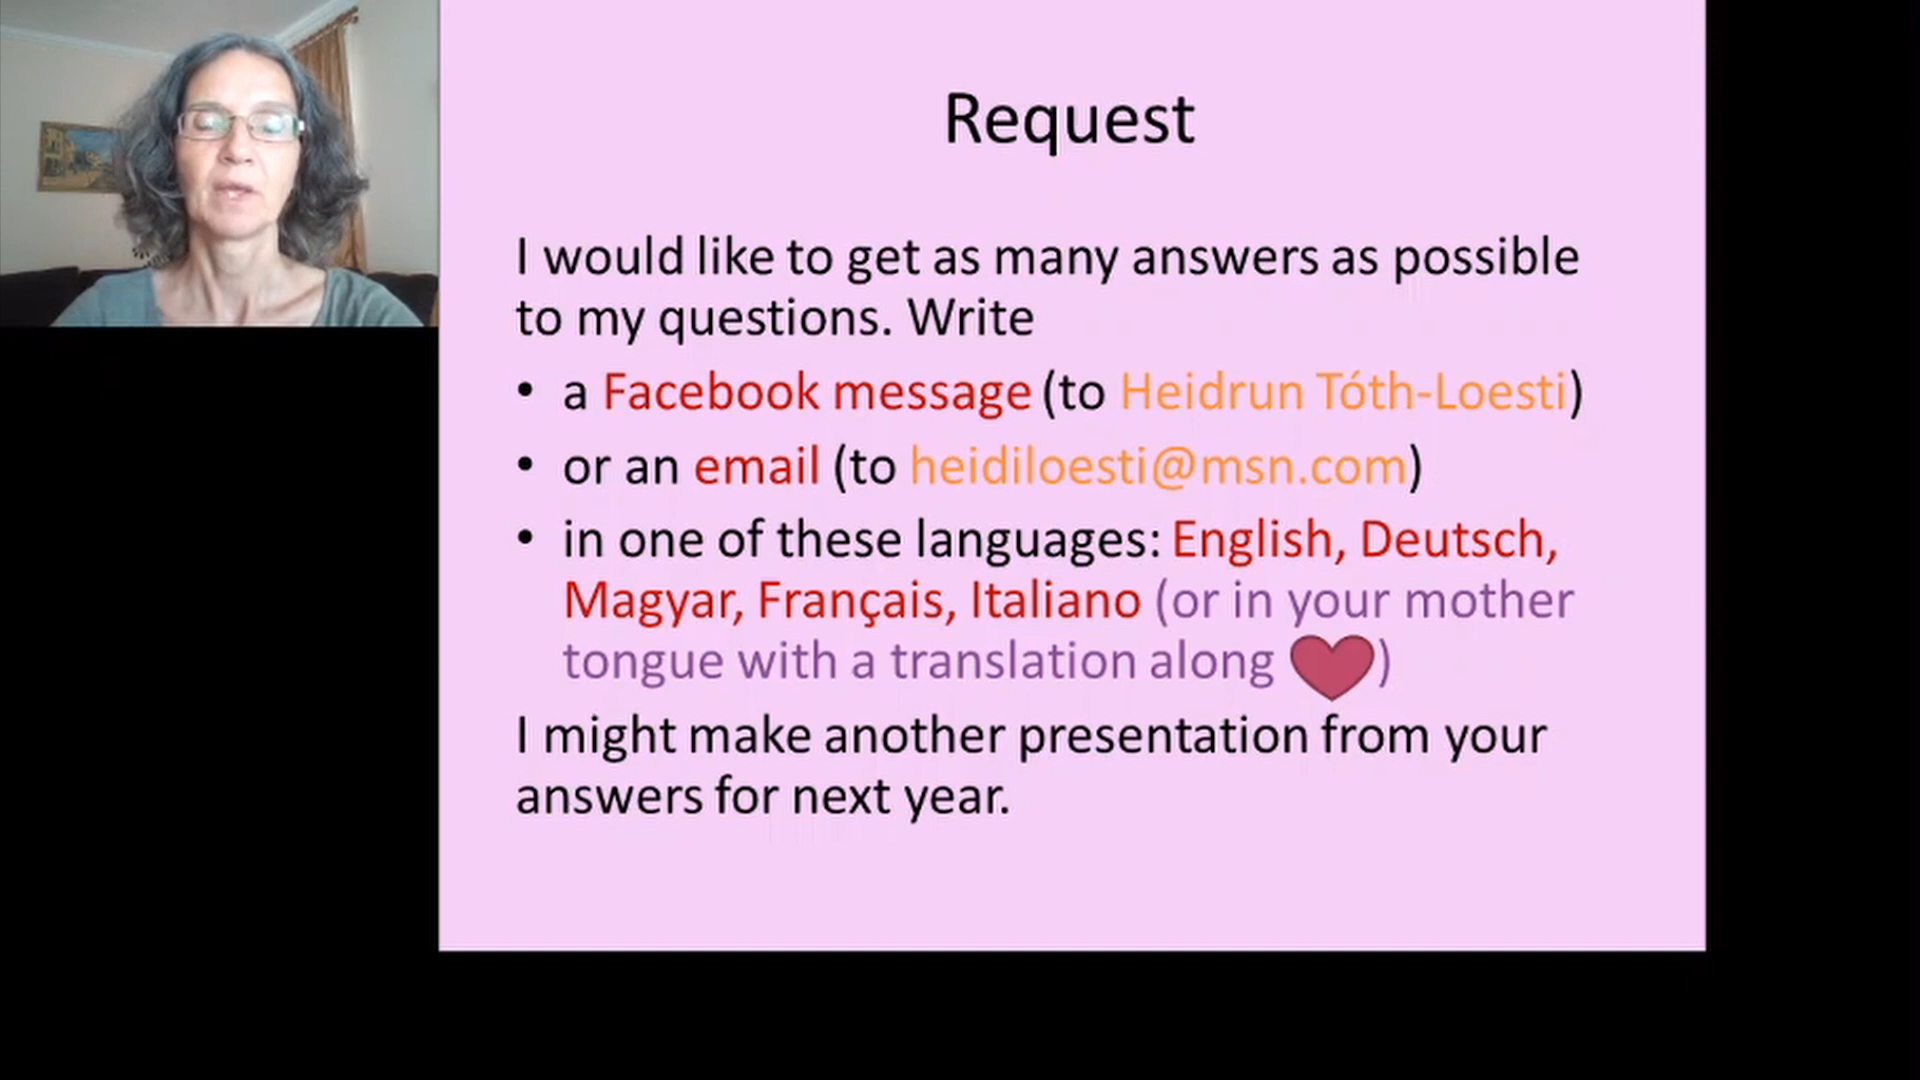 Request
I would like to get as many answers as possible
to my questions. Write
• a Facebook message (to Heidrun Tóth-Loesti)
• or an email (to heidiloesti@msn.com)
• in one of these languages: English, Deutsch,
Magyar, Français, Italiano (or in your mother
tongue with a translation along ♥)
I might make another presentation from your
answers for next year.